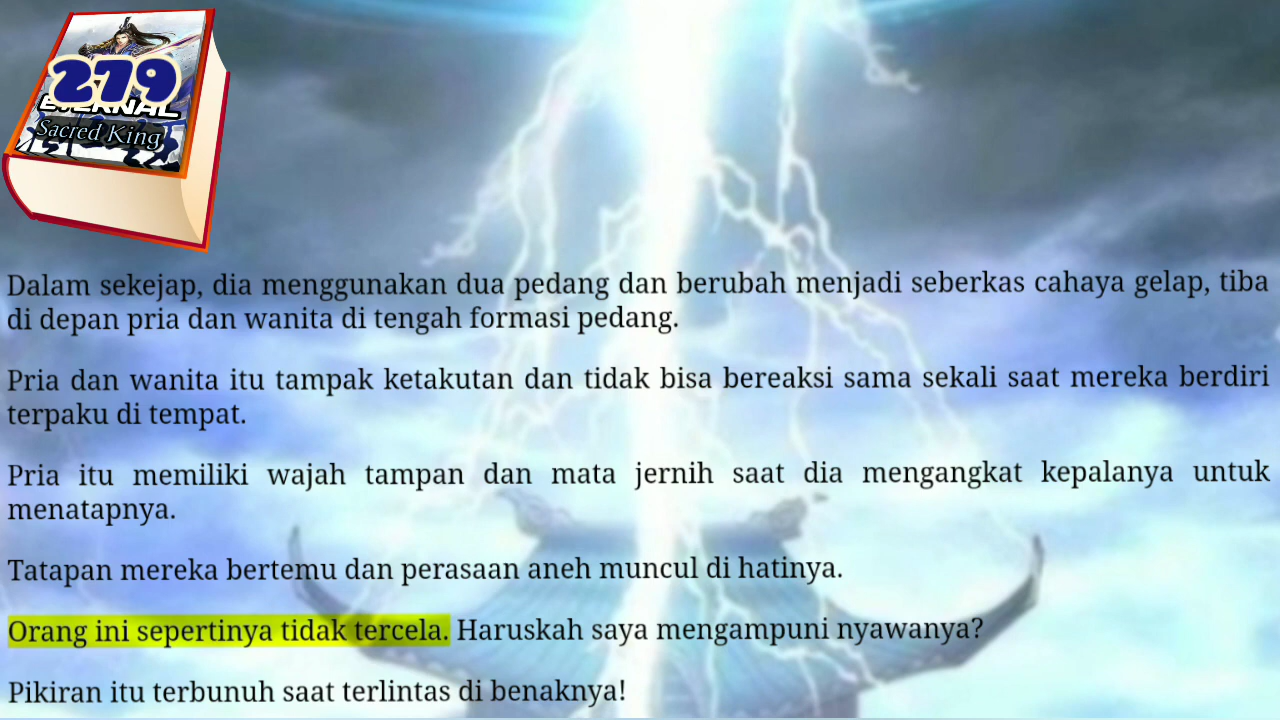 279
ETERNAL
Sacred King
Dalam sekejap, dia menggunakan dua pedang dan berubah menjadi seberkas cahaya gelap, tiba
di depan pria dan wanita di tengah formasi pedang.
Pria dan wanita itu tampak ketakutan dan tidak bisa bereaksi sama sekali saat mereka berdiri
terpaku di tempat.
Pria itu memiliki wajah tampan dan mata jernih saat dia mengangkat kepalanya untuk
menatapnya.
Tatapan mereka bertemu dan perasaan aneh muncul di hatinya.
Orang ini sepertinya tidak tercela. Haruskah saya mengampuni nyawanya?
Pikiran itu terbunuh saat terlintas di benaknya!